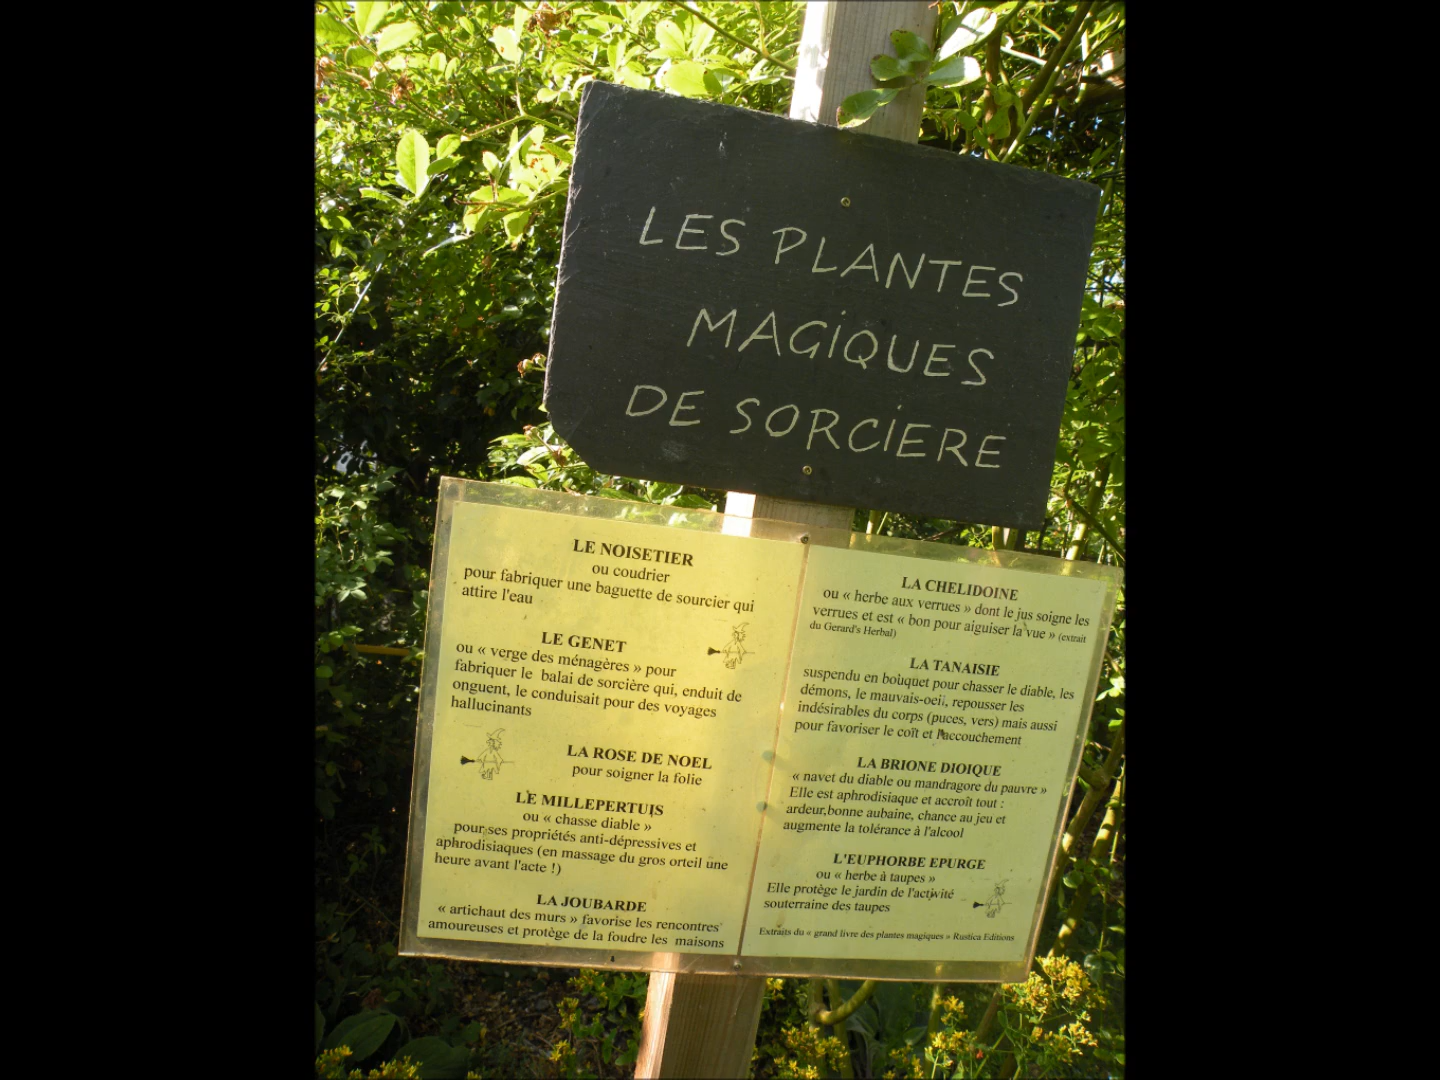 LES PLANTES
MAGIQUES
DE SORCIERE
LE NOISETIER
ou coudrier
pour fabriquer une baguette de sourcier qui
attire l'eau
LE GENET
ou « verge des ménagères » pour
fabriquer le balai de sorcière qui, enduit de
onguent, le conduisait pour des voyages
hallucinants
LA ROSE DE NOEL
pour soigner la folie
LE MILLEPERTUIS
ou « chasse diable »
pour ses propriétés anti-dépressives et
aphrodisiaques (en massage du gros orteil une
heure avant l'acte !)
LA JOUBARDE
« artichaut des murs » favorise les rencontres
amoureuses et protège de la foudre les maisons
LA CHELIDOINE
ou « herbe aux verrues » dont le jus soigne les
verrues et est « bon pour aiguiser la vue » (extrait
du Gerard's Herbal)
LA TANAISIE
suspendu en bouquet pour chasser le diable, les
démons, le mauvais-oeil, repousser les
indésirables du corps (puces, vers) mais aussi
pour favoriser le coït et l'accouchement
LA BRIONE DIOIQUE
« navet du diable ou mandragore du pauvre »
Elle est aphrodisiaque et accroît tout :
ardeur,bonne aubaine, chance au jeu et
augmente la tolérance à l'alcool
L'EUPHORBE EPURGE
ou « herbe à taupes »
Elle protège le jardin de l'activité
souterraine des taupes
Extraits du « grand livre des plantes magiques » Rustica Editions